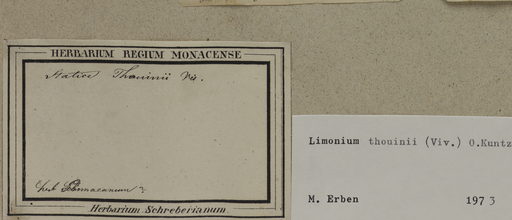 HERBARIUM REGIUM MONACENSE
Statice Thouinii Viv.
Herbarium Schreberianum
Limonium thouinii (Viv.) O.Kuntz
M. Erben 1973